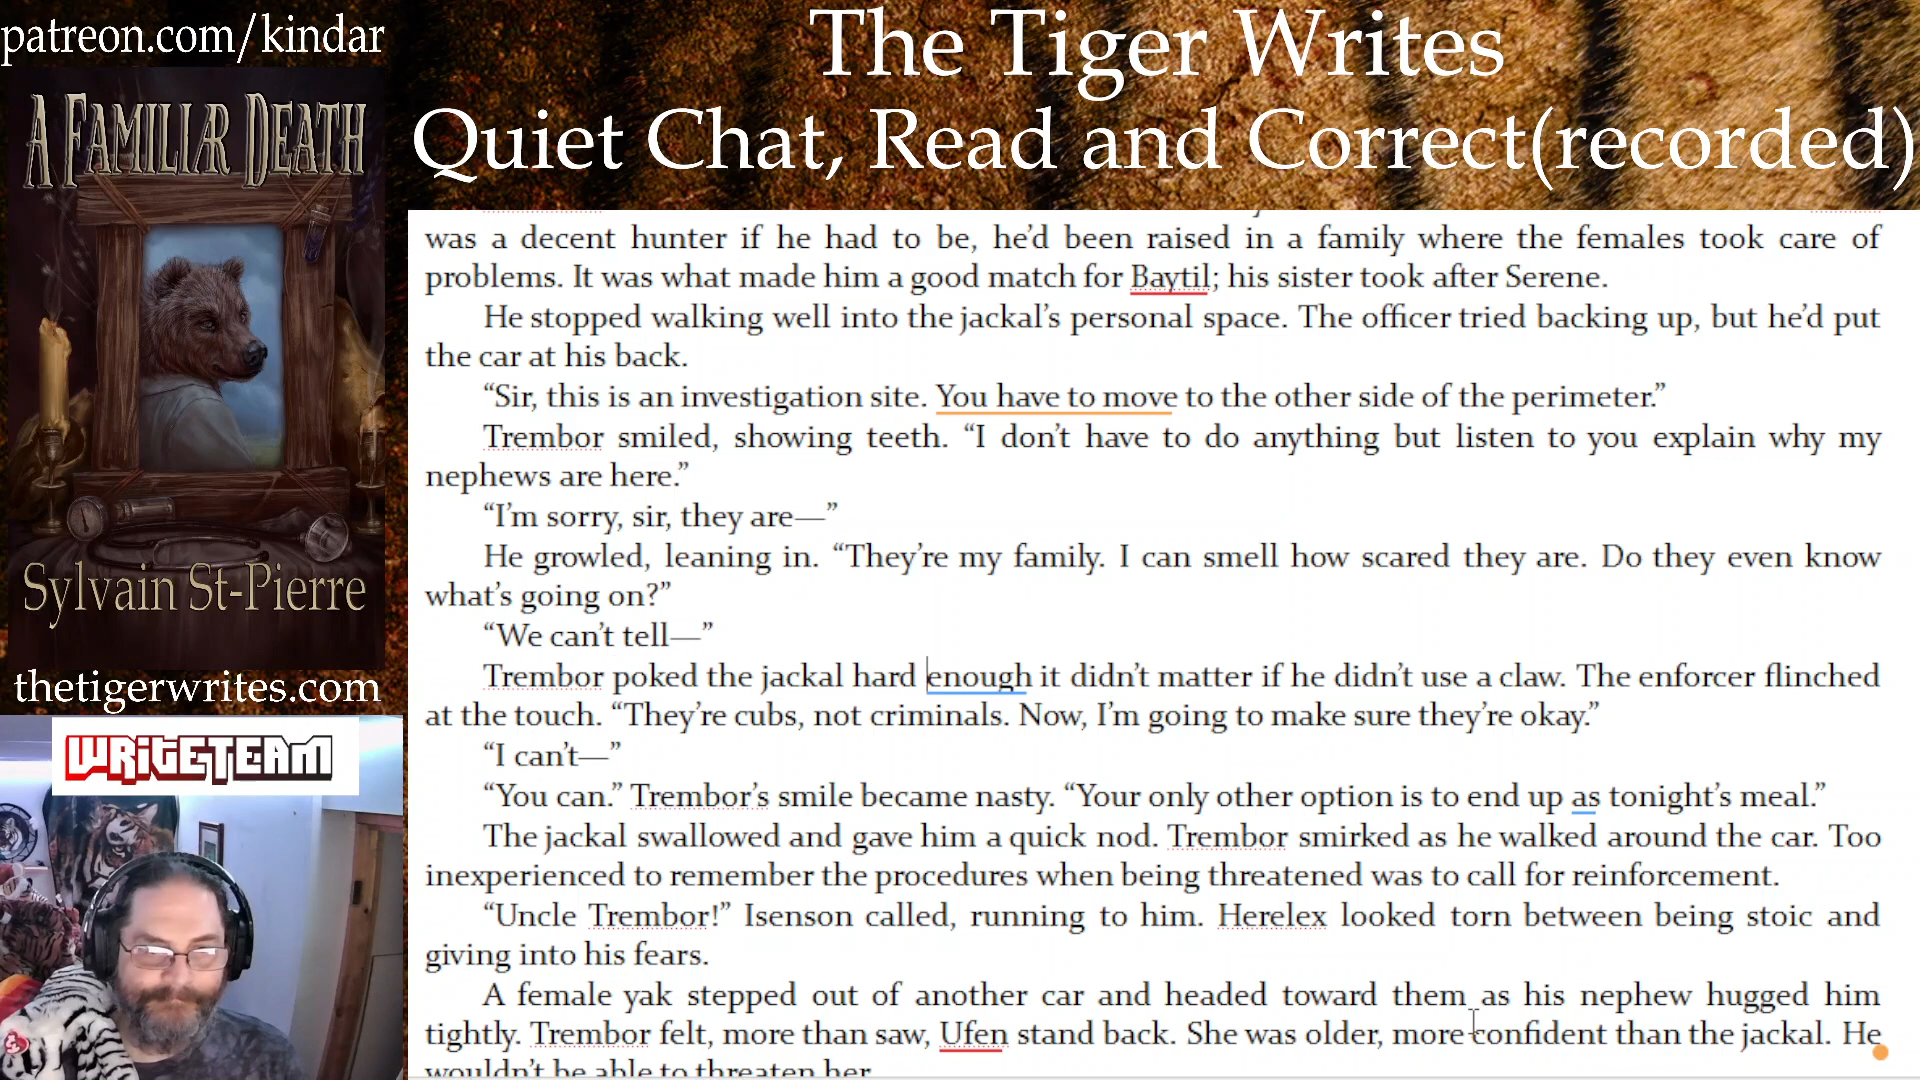 patreon.com/kindar
A FAMILIAR DEATH
Sylvain St-Pierre
thetigerwrites.com
WRITETEAM
The Tiger Writes
Quiet Chat, Read and Correct(recorded)
was a decent hunter if he had to be, he’d been raised in a family where the females took care of
problems. It was what made him a good match for Baytil; his sister took after Serene.
He stopped walking well into the jackal’s personal space. The officer tried backing up, but he’d put
the car at his back.
“Sir, this is an investigation site. You have to move to the other side of the perimeter.”
Trembor smiled, showing teeth. “I don’t have to do anything but listen to you explain why my
nephews are here.”
“I’m sorry, sir, they are—”
He growled, leaning in. “They’re my family. I can smell how scared they are. Do they even know
what’s going on?”
“We can’t tell—”
Trembor poked the jackal hard enough it didn’t matter if he didn’t use a claw. The enforcer flinched
at the touch. “They’re cubs, not criminals. Now, I’m going to make sure they’re okay.”
“I can’t—”
“You can.” Trembor’s smile became nasty. “Your only other option is to end up as tonight’s meal.”
The jackal swallowed and gave him a quick nod. Trembor smirked as he walked around the car. Too
inexperienced to remember the procedures when being threatened was to call for reinforcement.
“Uncle Trembor!” Isenson called, running to him. Herelex looked torn between being stoic and
giving into his fears.
A female yak stepped out of another car and headed toward them as his nephew hugged him
tightly. Trembor felt, more than saw, Ufen stand back. She was older, more confident than the jackal. He
wouldn’t be able to threaten her